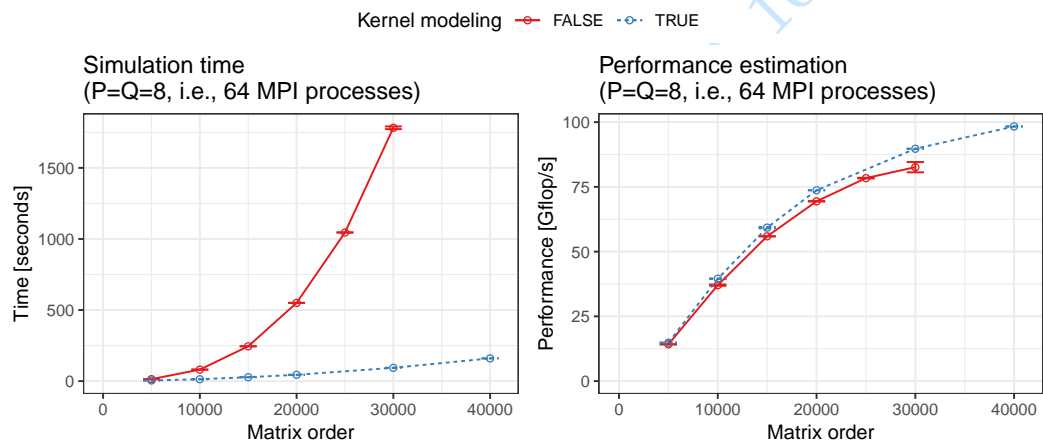 Kernel modeling FALSE TRUE
Simulation time
(P=Q=8, i.e., 64 MPI processes)
Time [seconds]
1500
1000
500
0
0 10000 20000 30000 40000
Matrix order
Performance estimation
(P=Q=8, i.e., 64 MPI processes)
Performance [Gflop/s]
100
75
50
25
0
0 10000 20000 30000 40000
Matrix order